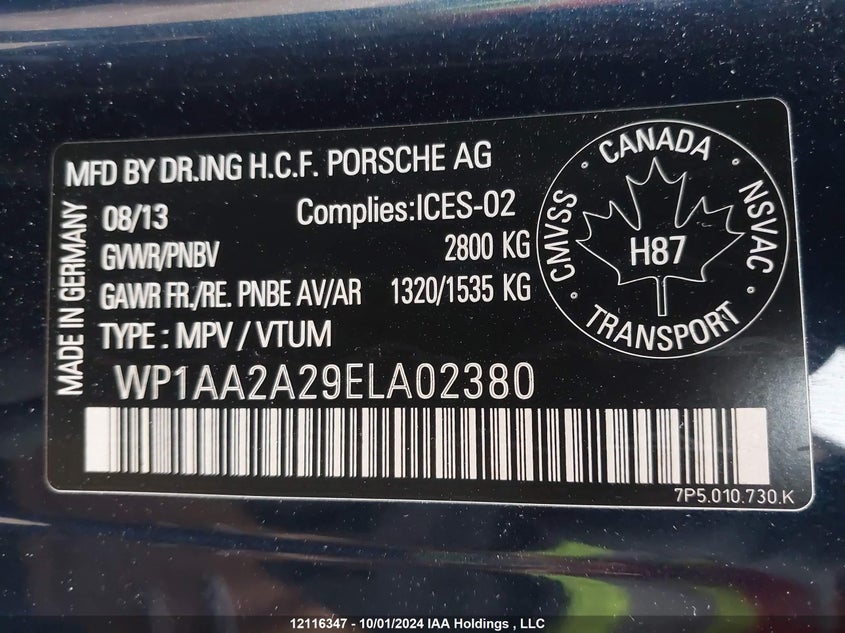 MFD BY DR.ING H.C.F. PORSCHE AG
MADE IN GERMANY
08/13 Complies:ICES-02
GVWR/PNBV 2800 KG
GAWR FR./RE. PNBE AV/AR 1320/1535 KG
TYPE : MPV / VTUM
WP1AA2A29ELA02380
CANADA
CMVSS
NSVAC
H87
TRANSPORT
7P5.010.730.K
12116347 - 10/01/2024 IAA Holdings , LLC